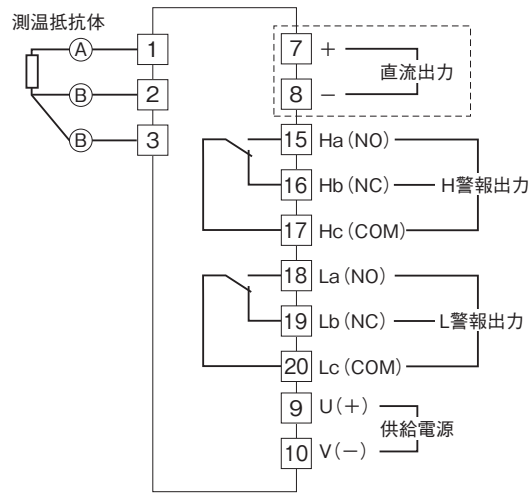 測温抵抗体
A 1
B 2
B 3
7 +
8 −
直流出力
15 Ha (NO)
16 Hb (NC)
17 Hc (COM)
H警報出力
18 La (NO)
19 Lb (NC)
20 Lc (COM)
L警報出力
9 U(+)
10 V(−)
供給電源